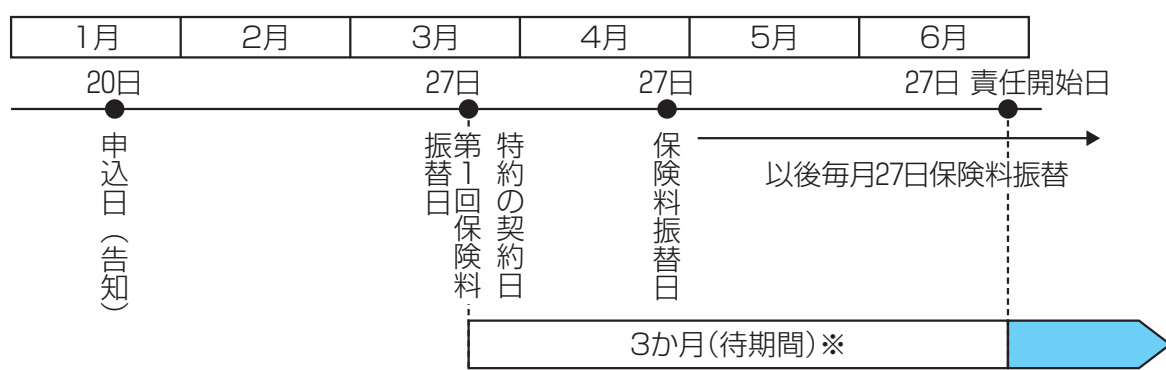 1月 2月 3月 4月 5月 6月
20日 27日 27日 27日 責任開始日
申込日（告知）
第1回保険料
振替日
特約の契約日
保険料振替日
以後毎月27日保険料振替
3か月（待期間）※